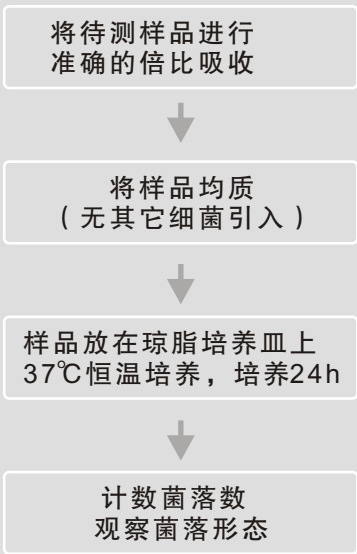 将待测样品进行
准确的倍比吸收
将样品均质
（无其它细菌引入）
样品放在琼脂培养皿上
37℃恒温培养，培养24h
计数菌落数
观察菌落形态